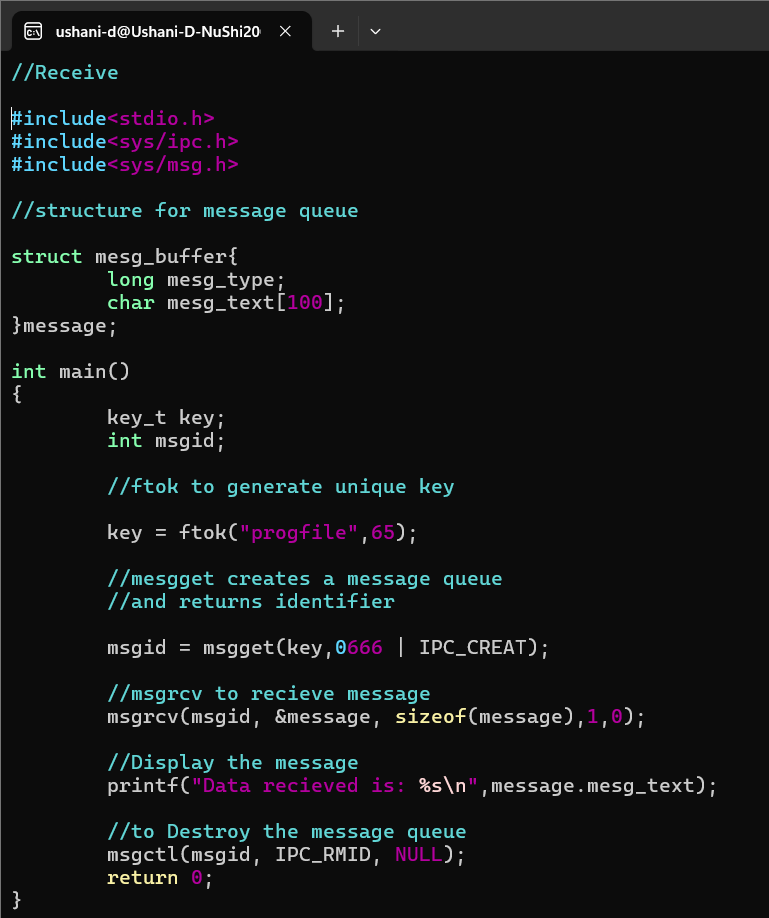 ushani-d@Ushani-D-NuShi20
//Receive
#include<stdio.h>
#include<sys/ipc.h>
#include<sys/msg.h>
//structure for message queue
struct mesg_buffer{
        long mesg_type;
        char mesg_text[100];
}message;
int main()
{
        key_t key;
        int msgid;
        //ftok to generate unique key
        key = ftok("progfile",65);
        //mesgget creates a message queue
        //and returns identifier
        msgid = msgget(key,0666 | IPC_CREAT);
        //msgrcv to recieve message
        msgrcv(msgid, &message, sizeof(message),1,0);
        //Display the message
        printf("Data recieved is: %s\n",message.mesg_text);
        //to Destroy the message queue
        msgctl(msgid, IPC_RMID, NULL);
        return 0;
}